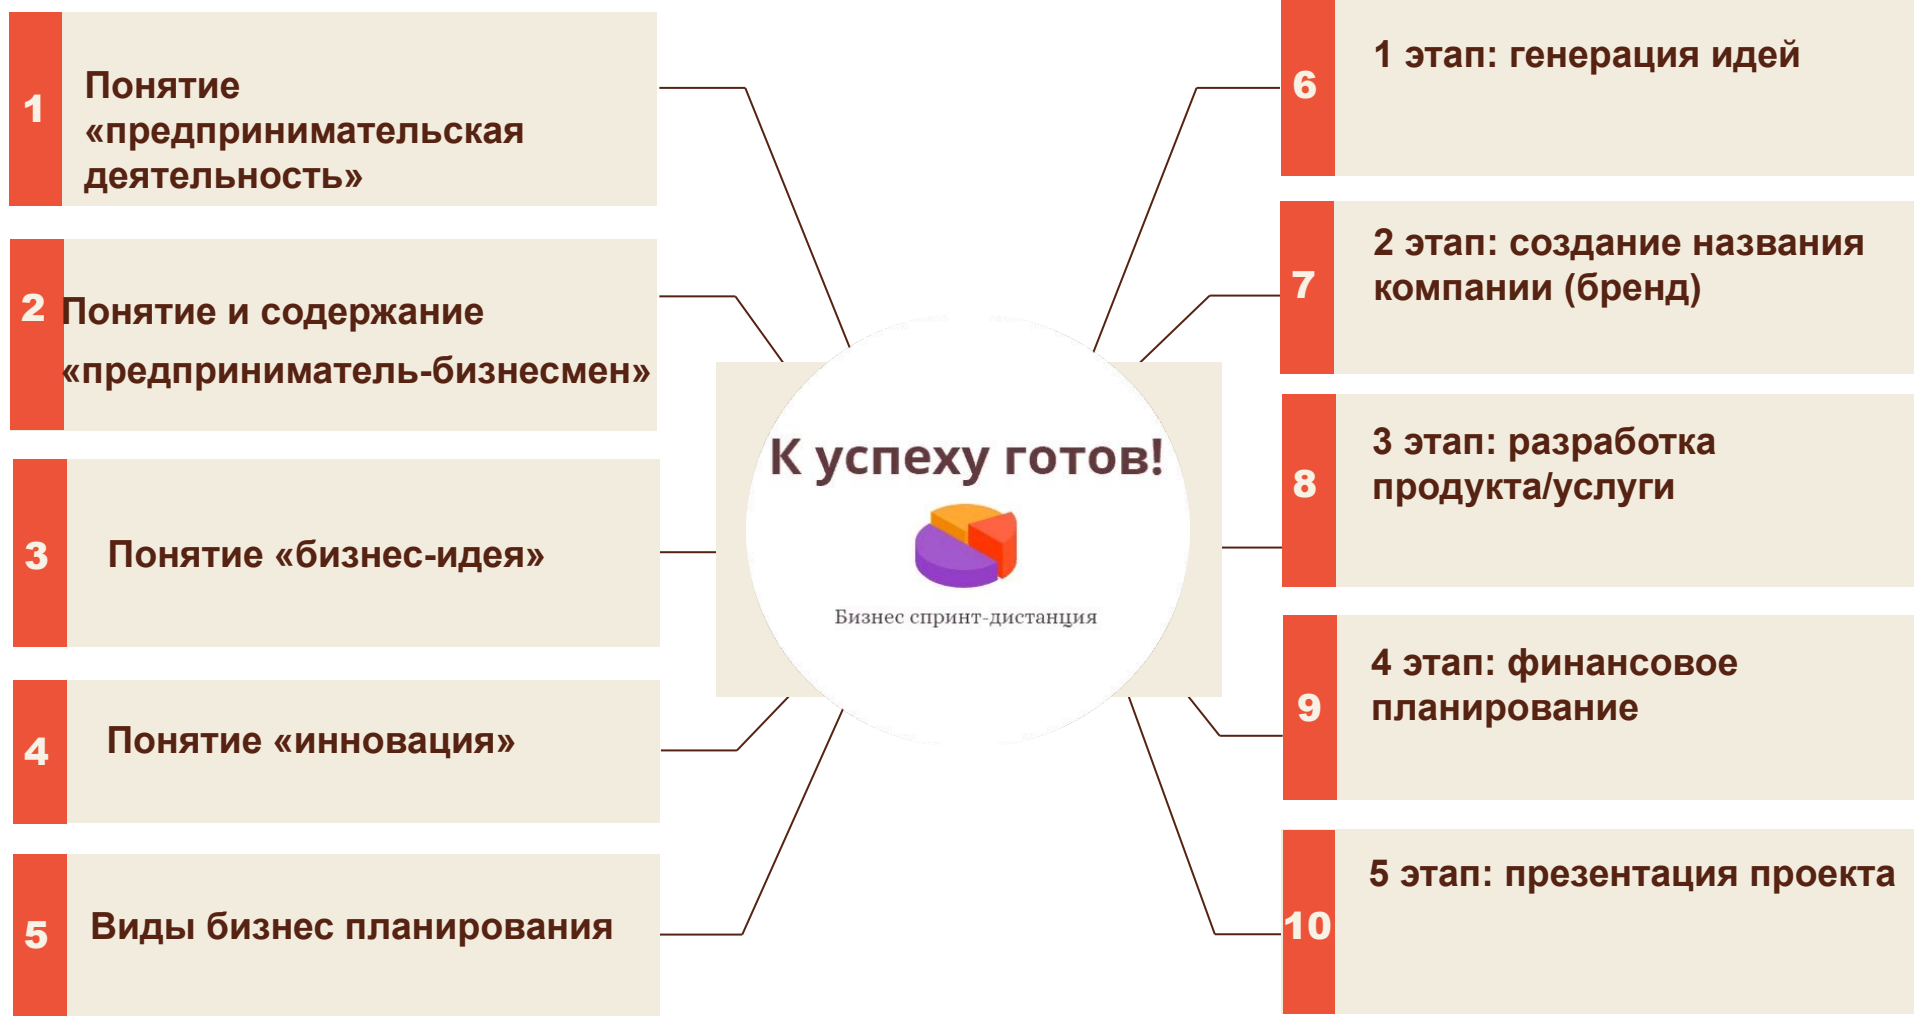 1
Понятие
«предпринимательская
деятельность»
2
Понятие и содержание
«предприниматель-бизнесмен»
3
Понятие «бизнес-идея»
4
Понятие «инновация»
5
Виды бизнес планирования
К успеху готов!
Бизнес спринт-дистанция
6
1 этап: генерация идей
7
2 этап: создание названия
компании (бренд)
8
3 этап: разработка
продукта/услуги
9
4 этап: финансовое
планирование
10
5 этап: презентация проекта